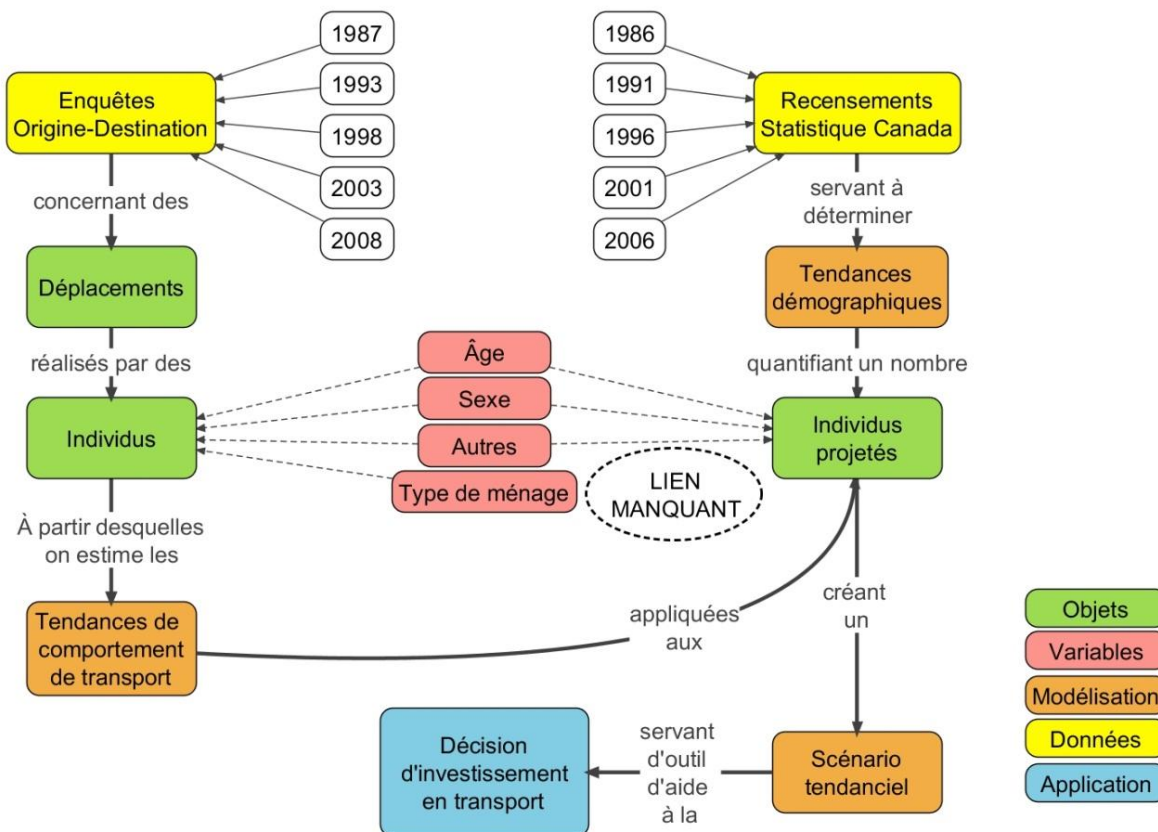 1987
1993
1998
2003
2008
1986
1991
1996
2001
2006
Enquêtes
Origine-Destination
Recensements
Statistique Canada
concernant des
servant à
déterminer
Déplacements
Tendances
démographiques
réalisés par des
quantifiant un nombre
Âge
Sexe
Autres
Type de ménage
Individus
Individus
projetés
LIEN
MANQUANT
À partir desquelles
on estime les
Tendances de
comportement
de transport
appliquées
aux
créant
un
Décision
d'investissement
en transport
servant
d'outil
d'aide
à la
Scénario
tendanciel
Objets
Variables
Modélisation
Données
Application